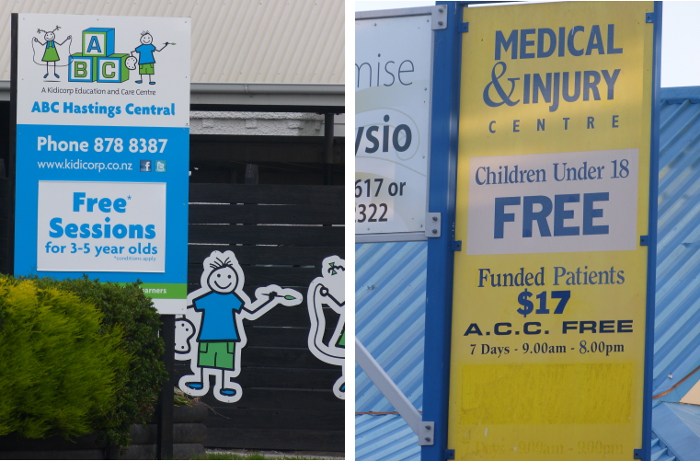 A
B C
A Kidicorp Education and Care Centre
ABC Hastings Central
Phone 878 8387
www.kidicorp.co.nz
Free*
Sessions
for 3-5 year olds
*conditions apply
arners
mise
ysio
617 or
322
MEDICAL
& INJURY
CENTRE
Children Under 18
FREE
Funded Patients
$17
A.C.C. FREE
7 Days - 9.00am - 8.00pm